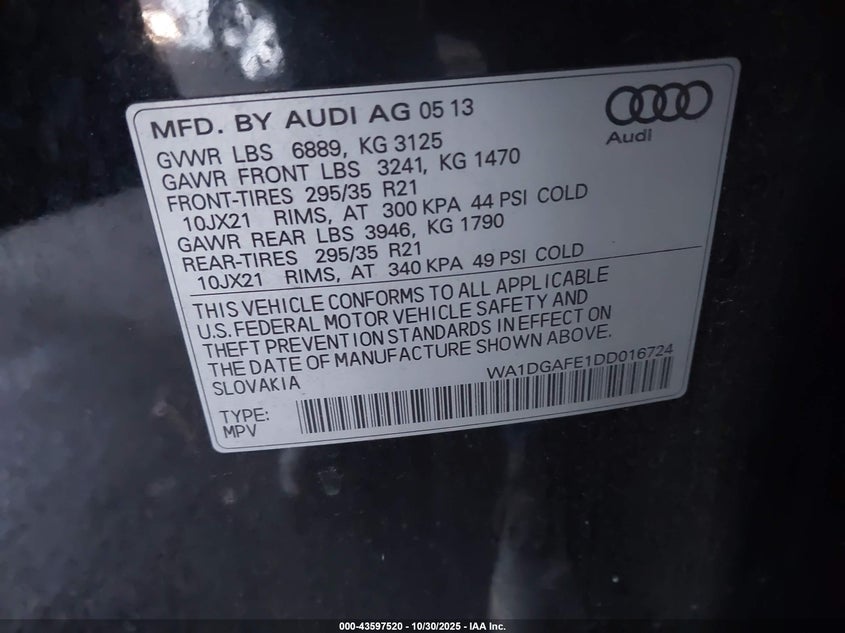 MFD. BY AUDI AG 05 13
Audi
GVWR LBS 6889, KG 3125
GAWR FRONT LBS 3241, KG 1470
FRONT-TIRES 295/35 R21
10JX21 RIMS, AT 300 KPA 44 PSI COLD
GAWR REAR LBS 3946, KG 1790
REAR-TIRES 295/35 R21
10JX21 RIMS, AT 340 KPA 49 PSI COLD
THIS VEHICLE CONFORMS TO ALL APPLICABLE
U.S. FEDERAL MOTOR VEHICLE SAFETY AND
THEFT PREVENTION STANDARDS IN EFFECT ON
THE DATE OF MANUFACTURE SHOWN ABOVE.
SLOVAKIA
WA1DGAFE1DD016724
TYPE:
MPV
000-43597520 - 10/30/2025 - IAA Inc.